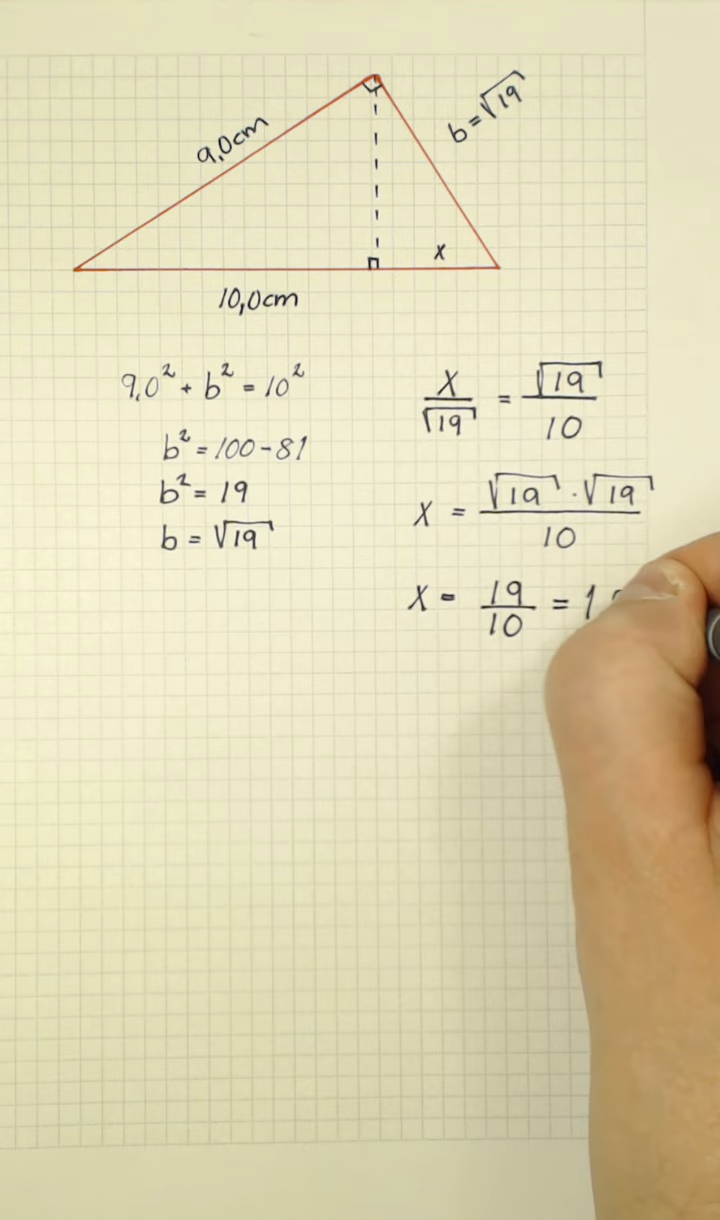 9,0cm
b = √19
x
10,0cm
9,0² + b² = 10²
b² = 100 - 81
b² = 19
b = √19
x/√19 = √19/10
x = √19 · √19/10
x = 19/10 = 1